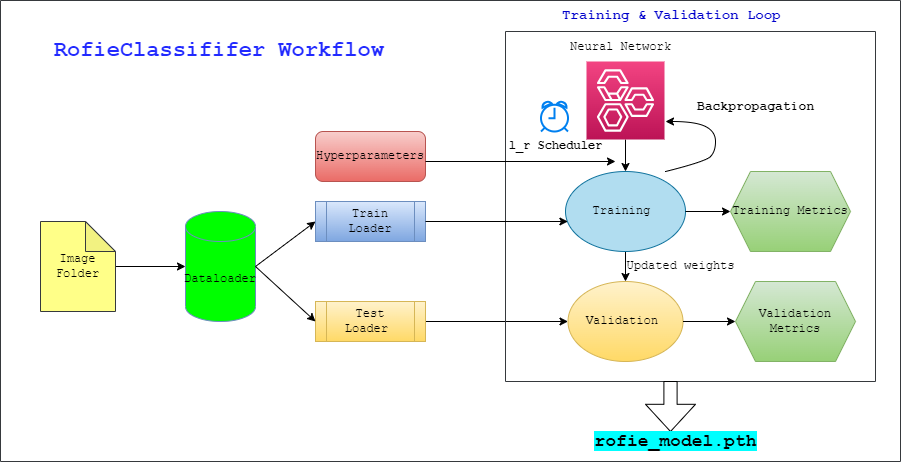 Training & Validation Loop
RofieClassififer Workflow
Neural Network
Backpropagation
l_r Scheduler
Hyperparameters
Train
Loader
Training
Training Metrics
Image
Folder
Dataloader
Updated weights
Test
Loader
Validation
Validation
Metrics
rofie_model.pth